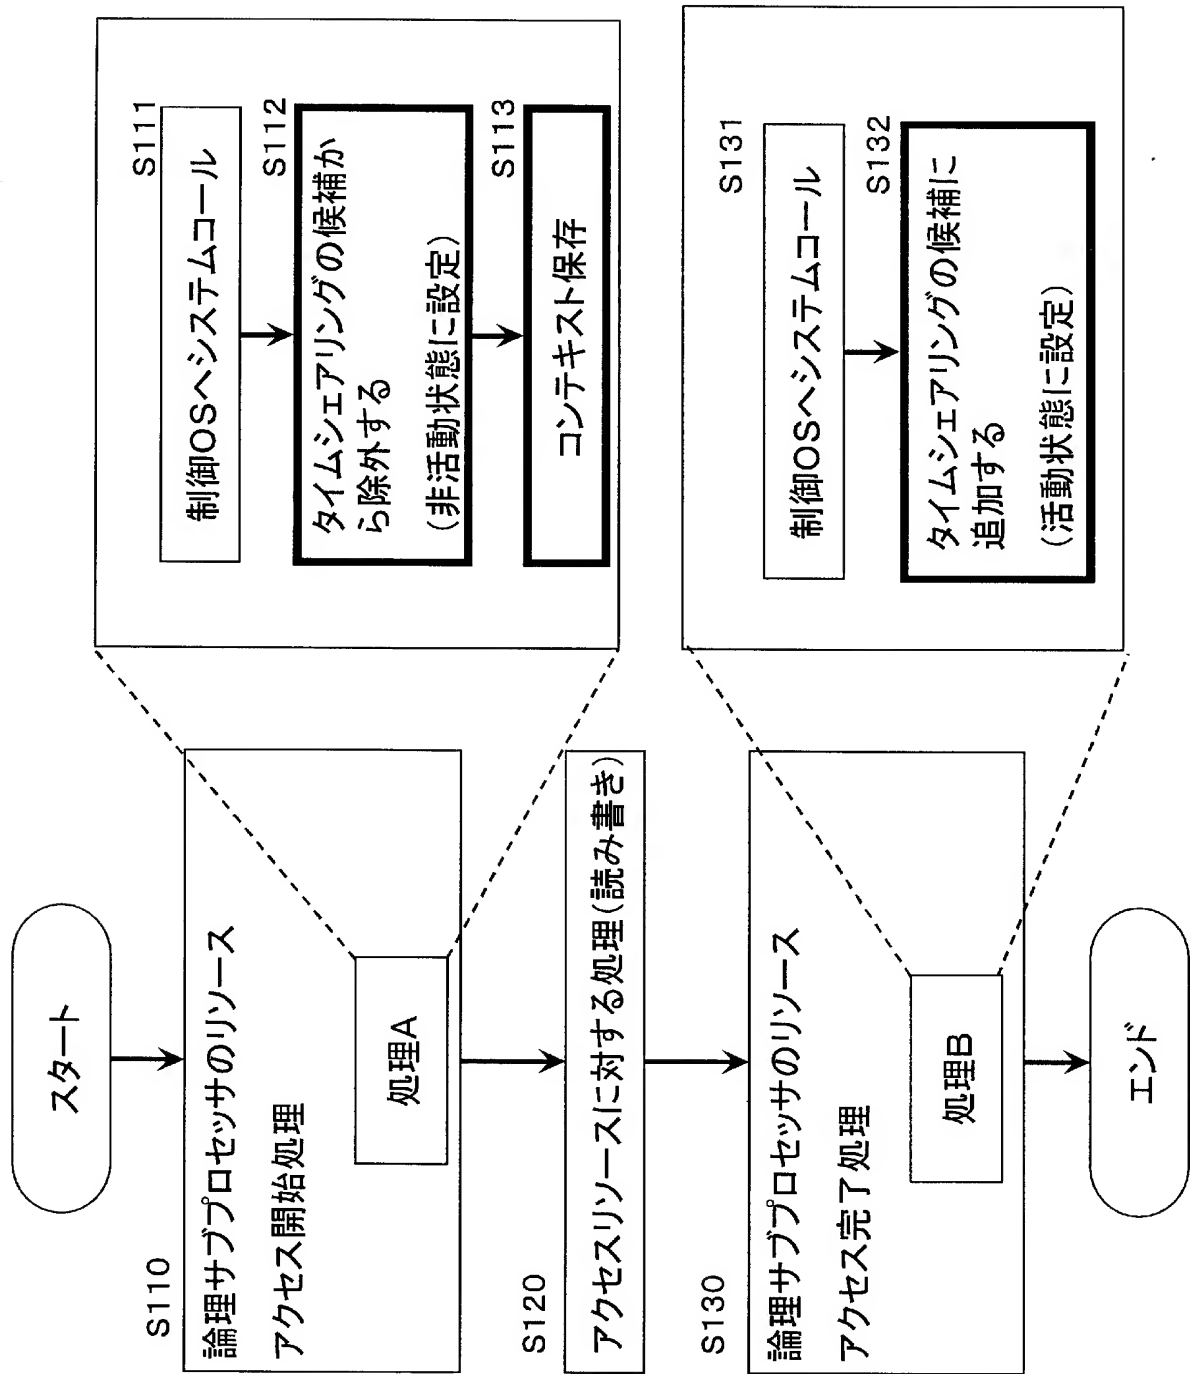 スタート
S110
論理サブプロセッサのリソース
アクセス開始処理
処理A
S120
アクセスリソースに対する処理(読み書き)
S130
論理サブプロセッサのリソース
アクセス完了処理
処理B
エンド
S111
制御OSへシステムコール
S112
タイムシェアリングの候補か
ら除外する
(非活動状態に設定)
S113
コンテキスト保存
S131
制御OSへシステムコール
S132
タイムシェアリングの候補に
追加する
(活動状態に設定)